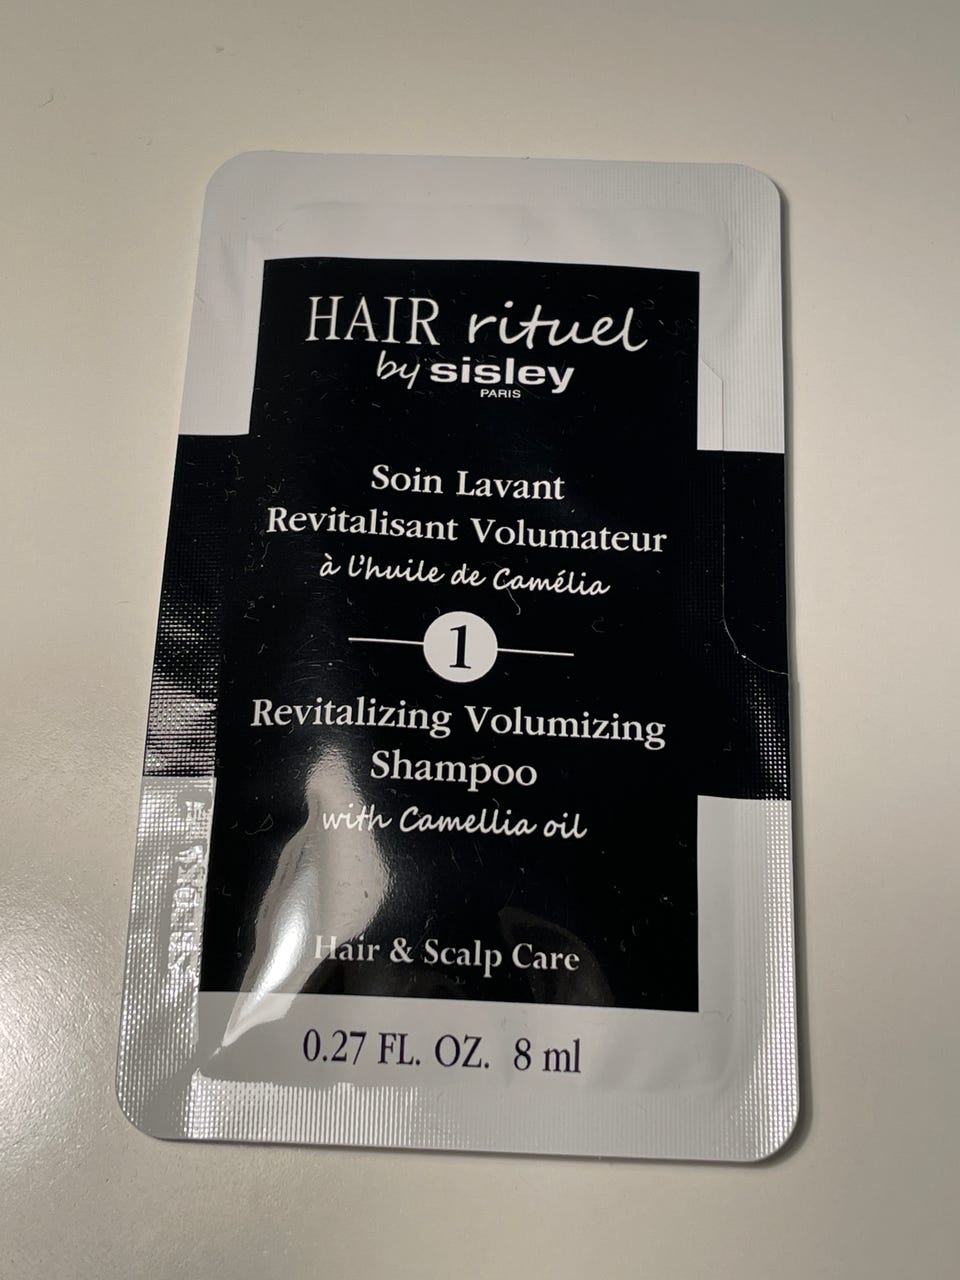 HAIR rituel
by sisley
PARIS
Soin Lavant
Revitalisant Volumateur
à l'huile de Camélia
1
Revitalizing Volumizing
Shampoo
with Camellia oil
Hair & Scalp Care
0.27 FL. OZ. 8 ml